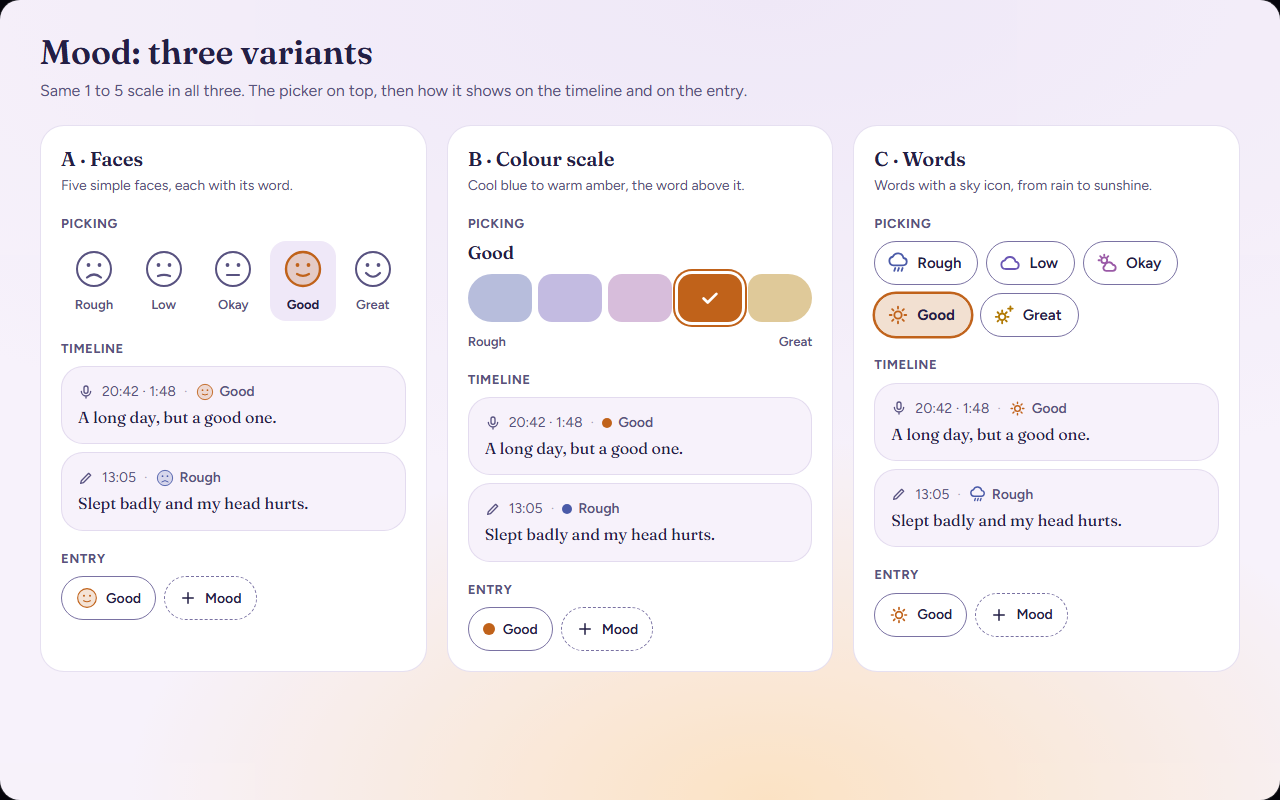 Mood: three variants
Same 1 to 5 scale in all three. The picker on top, then how it shows on the timeline and on the entry.
A · Faces
Five simple faces, each with its word.
PICKING
Rough Low Okay Good Great
TIMELINE
20:42 · 1:48 · Good
A long day, but a good one.
13:05 · Rough
Slept badly and my head hurts.
ENTRY
Good + Mood
B · Colour scale
Cool blue to warm amber, the word above it.
PICKING
Good
Rough Great
TIMELINE
20:42 · 1:48 · Good
A long day, but a good one.
13:05 · Rough
Slept badly and my head hurts.
ENTRY
Good + Mood
C · Words
Words with a sky icon, from rain to sunshine.
PICKING
Rough Low Okay
Good Great
TIMELINE
20:42 · 1:48 · Good
A long day, but a good one.
13:05 · Rough
Slept badly and my head hurts.
ENTRY
Good + Mood